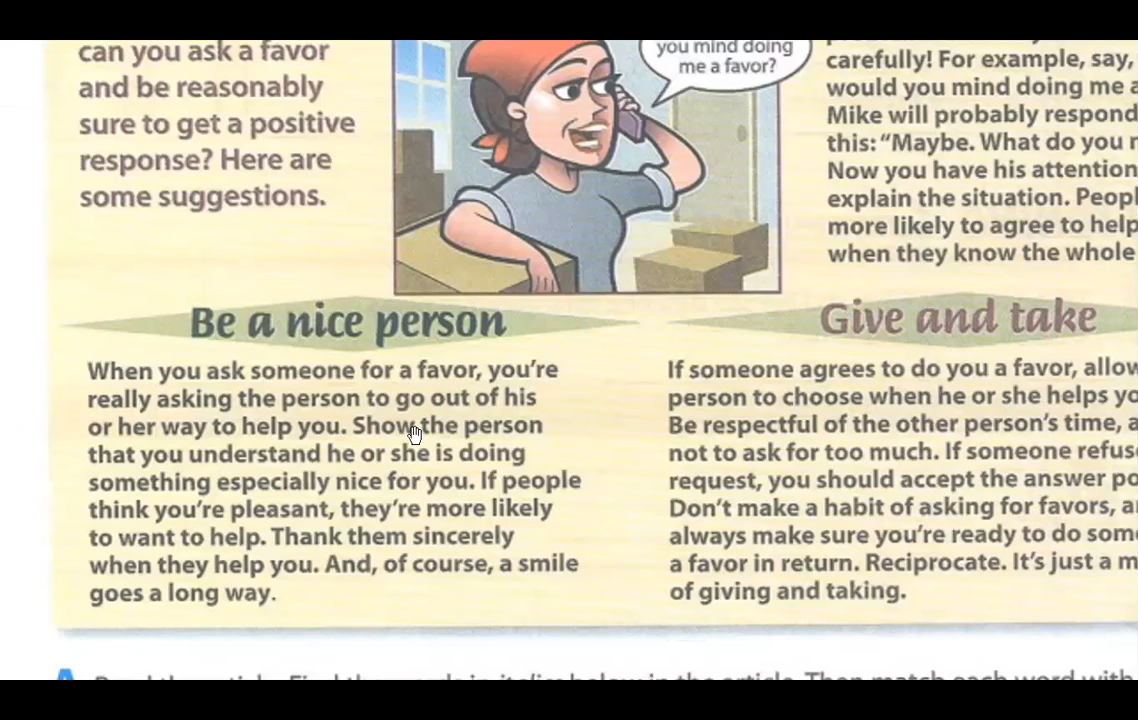 can you ask a favor
and be reasonably
sure to get a positive
response? Here are
some suggestions.
you mind doing
me a favor?
carefully! For example, say,
would you mind doing me a
Mike will probably respond
this: “Maybe. What do you
Now you have his attention
explain the situation. Peopl
more likely to agree to help
when they know the whole
Be a nice person
When you ask someone for a favor, you’re
really asking the person to go out of his
or her way to help you. Show the person
that you understand he or she is doing
something especially nice for you. If people
think you’re pleasant, they’re more likely
to want to help. Thank them sincerely
when they help you. And, of course, a smile
goes a long way.
Give and take
If someone agrees to do you a favor, allow
person to choose when he or she helps yo
Be respectful of the other person’s time, a
not to ask for too much. If someone refus
request, you should accept the answer po
Don’t make a habit of asking for favors, a
always make sure you’re ready to do som
a favor in return. Reciprocate. It’s just a m
of giving and taking.